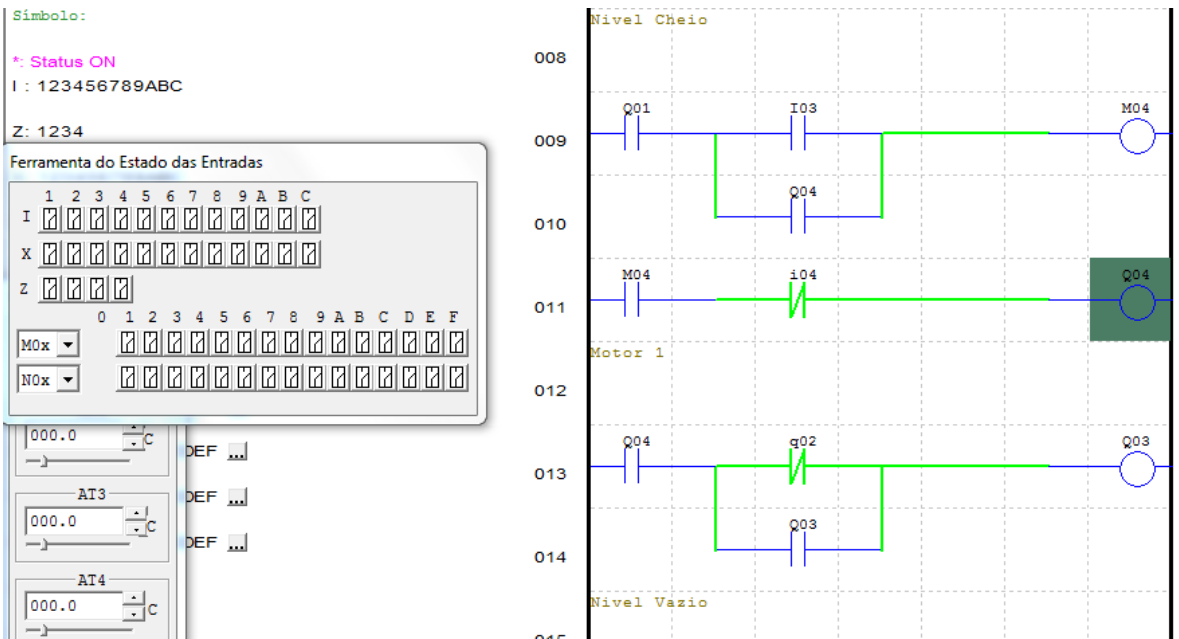 Símbolo:
*: Status ON
I : 123456789ABC
Z: 1234
Ferramenta do Estado das Entradas
1 2 3 4 5 6 7 8 9 A B C
I
X
Z
0 1 2 3 4 5 6 7 8 9 A B C D E F
M0x
N0x
000.0 C
DEF ...
AT3
000.0 C
DEF ...
DEF ...
AT4
000.0 C
Nivel Cheio
008
Q01 I03 M04
009
Q04
010
M04 i04 Q04
011
Motor 1
012
Q04 q02 Q03
013
Q03
014
Nivel Vazio